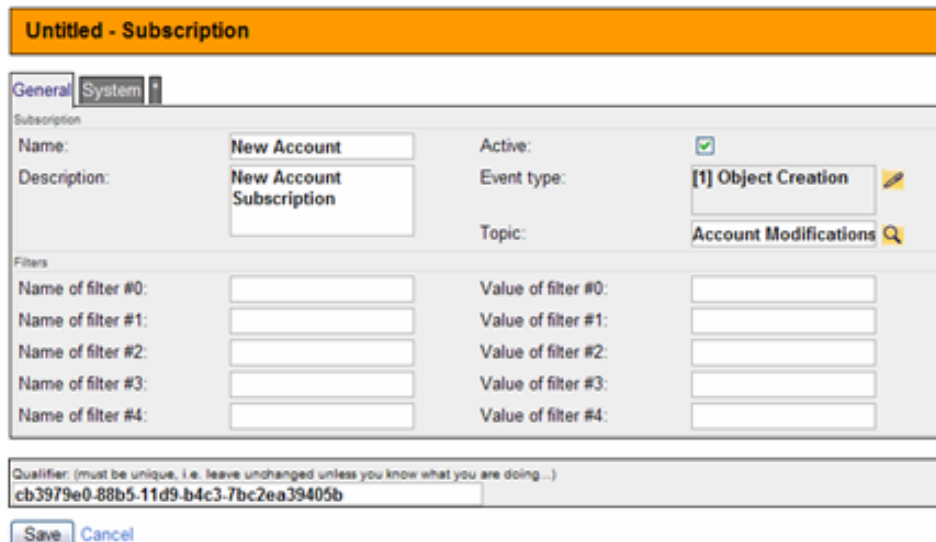 Untitled - Subscription
General System *
Subscription
Name: New Account Active:
Description: New Account Subscription Event type: [1] Object Creation
Topic: Account Modifications
Filters
Name of filter #0: Value of filter #0:
Name of filter #1: Value of filter #1:
Name of filter #2: Value of filter #2:
Name of filter #3: Value of filter #3:
Name of filter #4: Value of filter #4:
Qualifier: (must be unique, i.e. leave unchanged unless you know what you are doing...)
cb3979e0-88b5-11d9-b4c3-7bc2ea39405b
Save Cancel